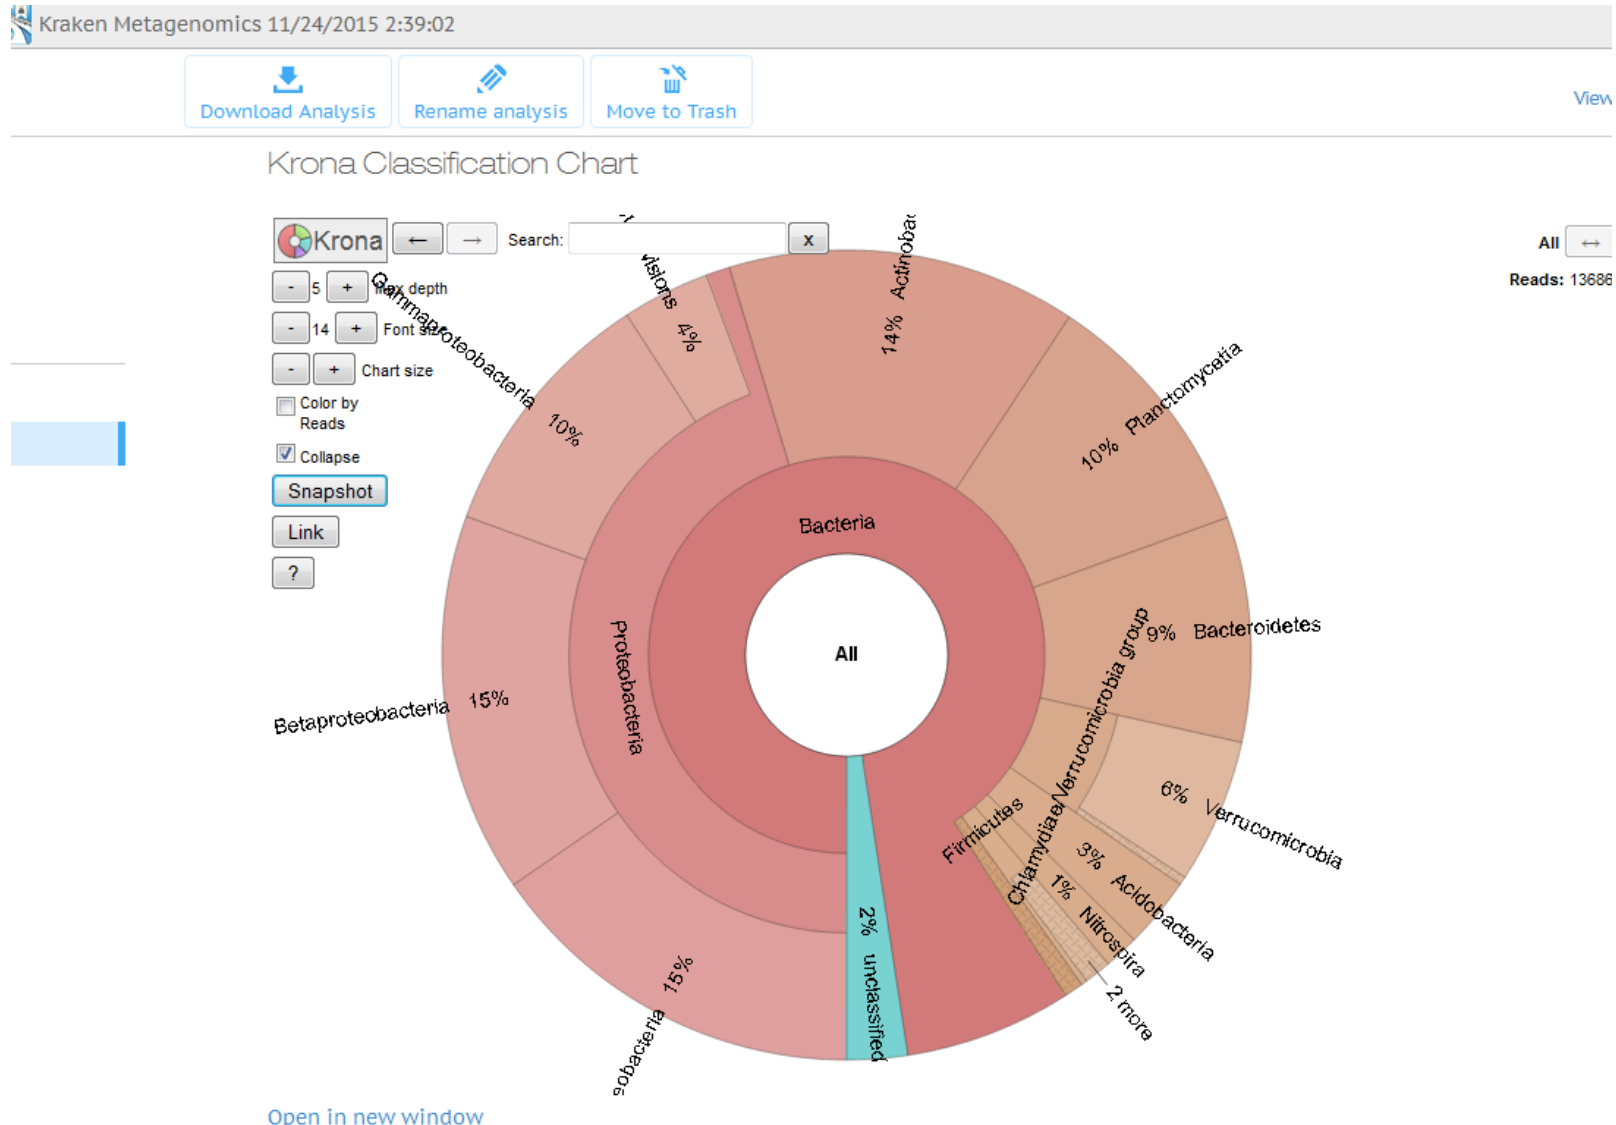 Kraken Metagenomics 11/24/2015 2:39:02
Download Analysis
Rename analysis
Move to Trash
View
Krona Classification Chart
Krona
←
→
Search:
x
All
↔
Reads: 13686
- 5 + Max depth
- 14 + Font size
- + Chart size
Color by
Reads
Collapse
Snapshot
Link
?
visions 4%
14% Actinobac
Gammaproteobacteria 10%
10% Planctomycetia
Bacteria
9% Bacteroidetes
All
Proteobacteria
Betaproteobacteria 15%
Chlamydiae/Verrucomicrobia group
6% Verrucomicrobia
Firmicutes
3% Acidobacteria
1% Nitrospira
2 more
2% unclassified
eobacteria 15%
Open in new window